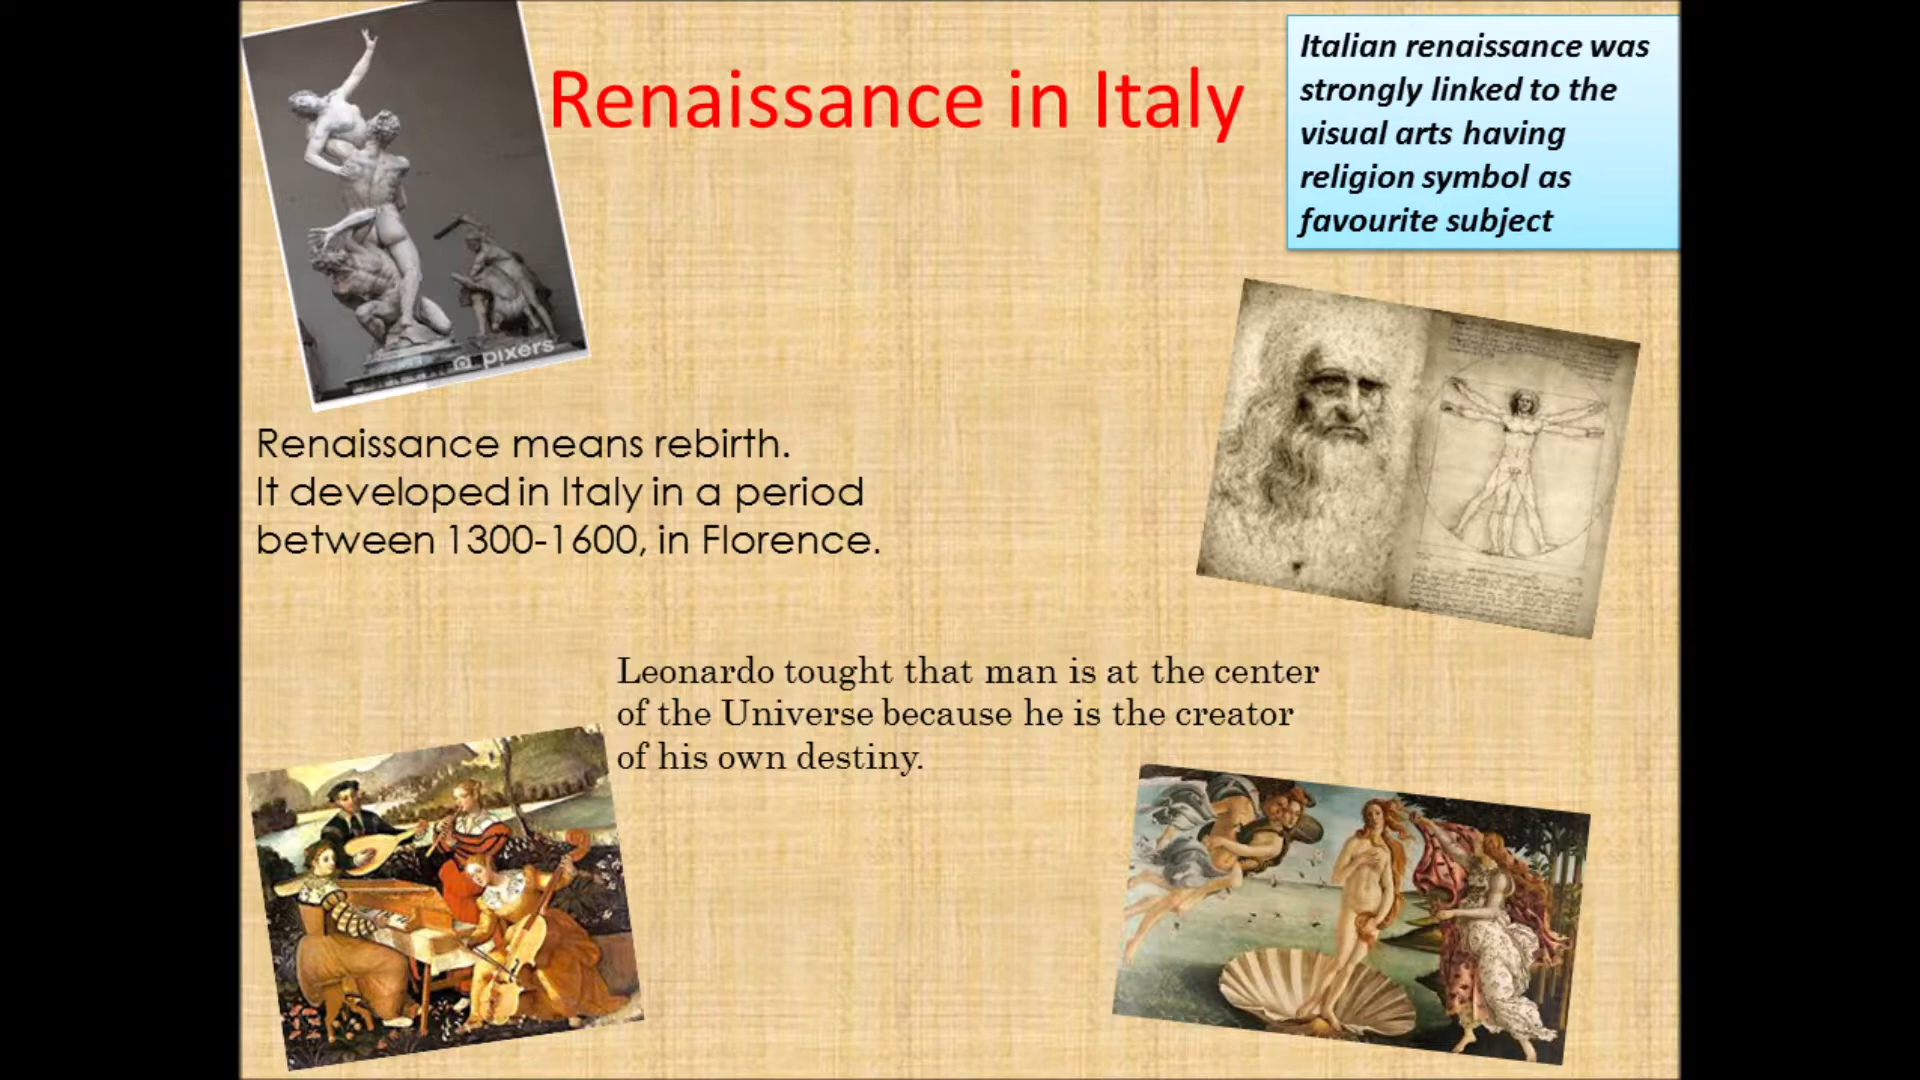 Renaissance in Italy
Italian renaissance was
strongly linked to the
visual arts having
religion symbol as
favourite subject
@ pixers
Renaissance means rebirth.
It developed in Italy in a period
between 1300-1600, in Florence.
Leonardo tought that man is at the center
of the Universe because he is the creator
of his own destiny.